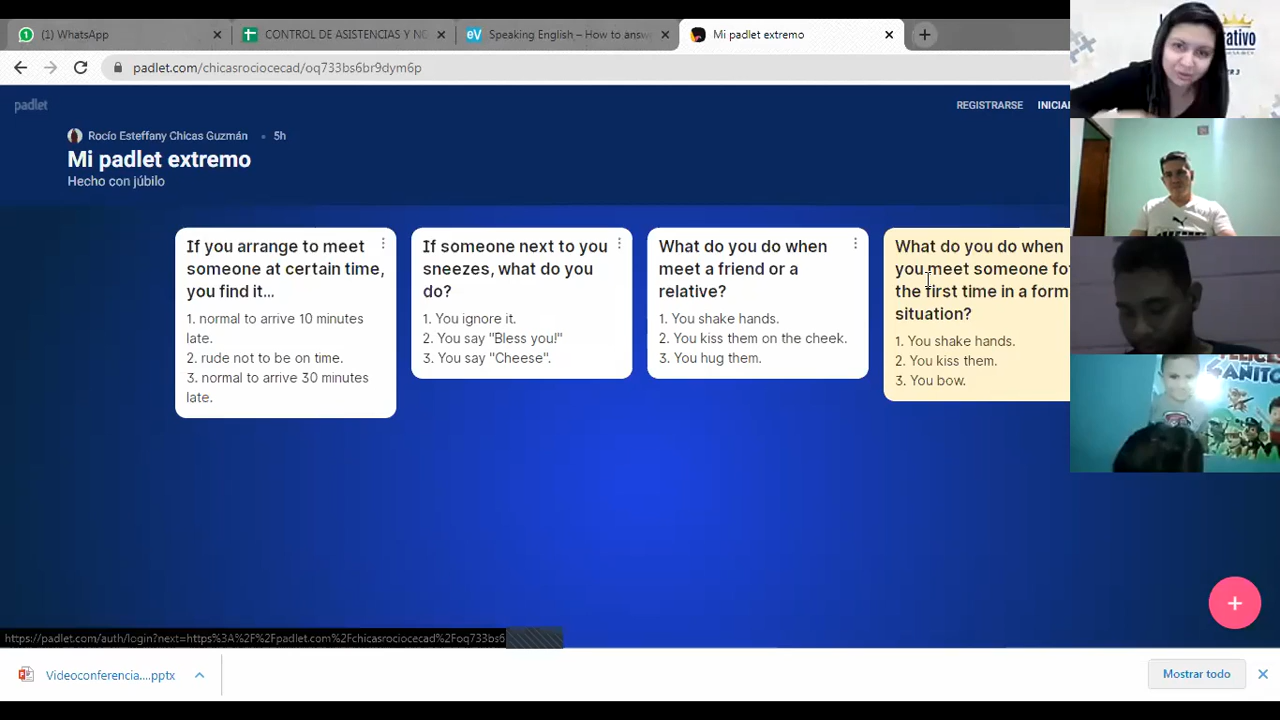 (1) WhatsApp
CONTROL DE ASISTENCIAS Y NO
Speaking English – How to answ
Mi padlet extremo
padlet.com/chicasrociocecad/oq733bs6br9dym6p
padlet
REGISTRARSE
INICIA
Rocío Esteffany Chicas Guzmán • 5h
Mi padlet extremo
Hecho con júbilo
If you arrange to meet
someone at certain time,
you find it...
1. normal to arrive 10 minutes
late.
2. rude not to be on time.
3. normal to arrive 30 minutes
late.
If someone next to you
sneezes, what do you
do?
1. You ignore it.
2. You say "Bless you!"
3. You say "Cheese".
What do you do when
meet a friend or a
relative?
1. You shake hands.
2. You kiss them on the cheek.
3. You hug them.
What do you do when
you meet someone fo
the first time in a form
situation?
1. You shake hands.
2. You kiss them.
3. You bow.
https://padlet.com/auth/login?next=https%3A%2F%2Fpadlet.com%2Fchicasrociocecad%2Foq733bs6
Videoconferencia....pptx
Mostrar todo